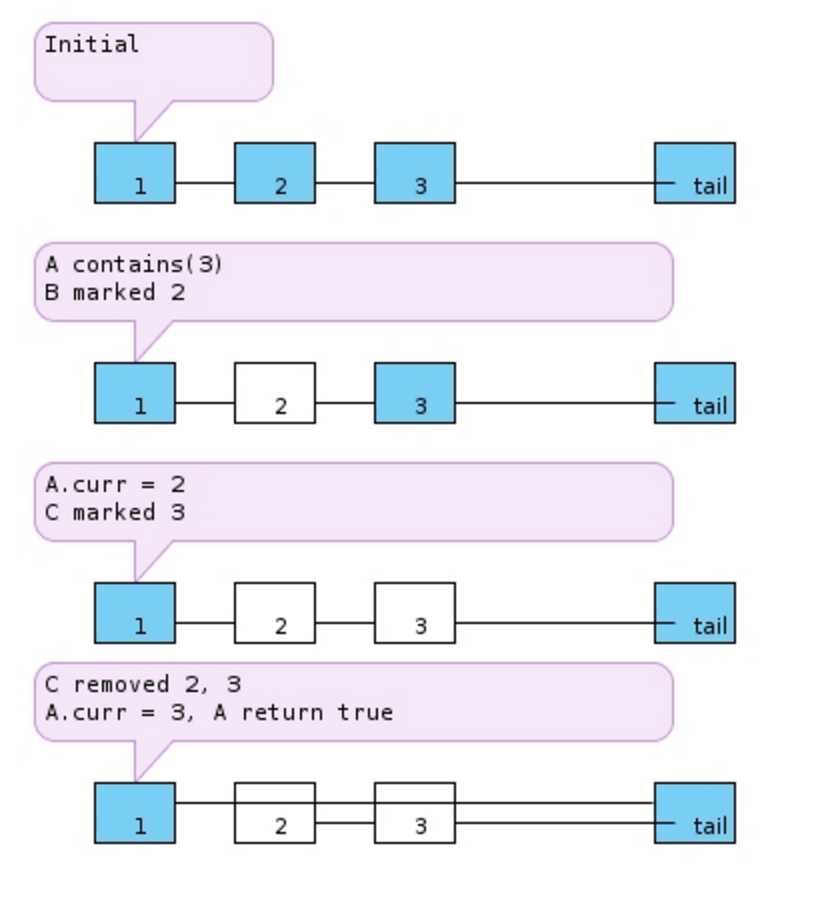 Initial
1 2 3 tail
A contains(3)
B marked 2
1 2 3 tail
A.curr = 2
C marked 3
1 2 3 tail
C removed 2, 3
A.curr = 3, A return true
1 2 3 tail